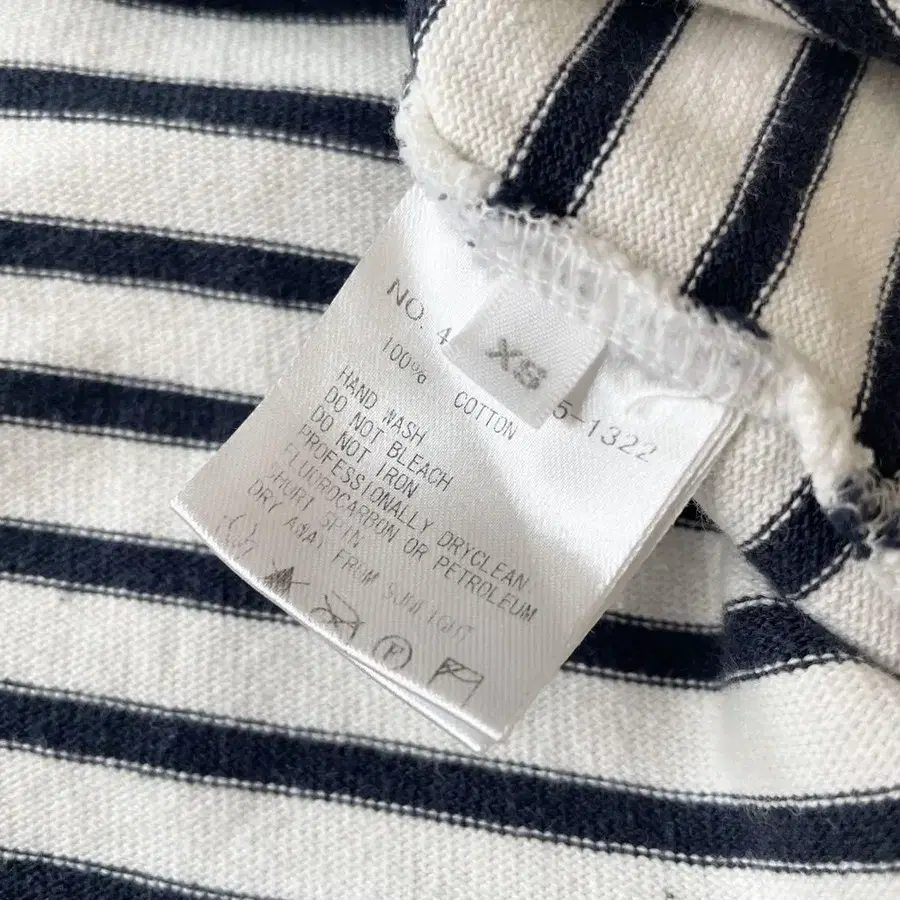 NO. 4
5-1322
XS
100% COTTON
HAND WASH
DO NOT BLEACH
DO NOT IRON
PROFESSIONALLY DRYCLEAN
FLUOROCARBON OR PETROLEUM
SHORT SPIN
DRY AWAY FROM SUNLIGHT
F